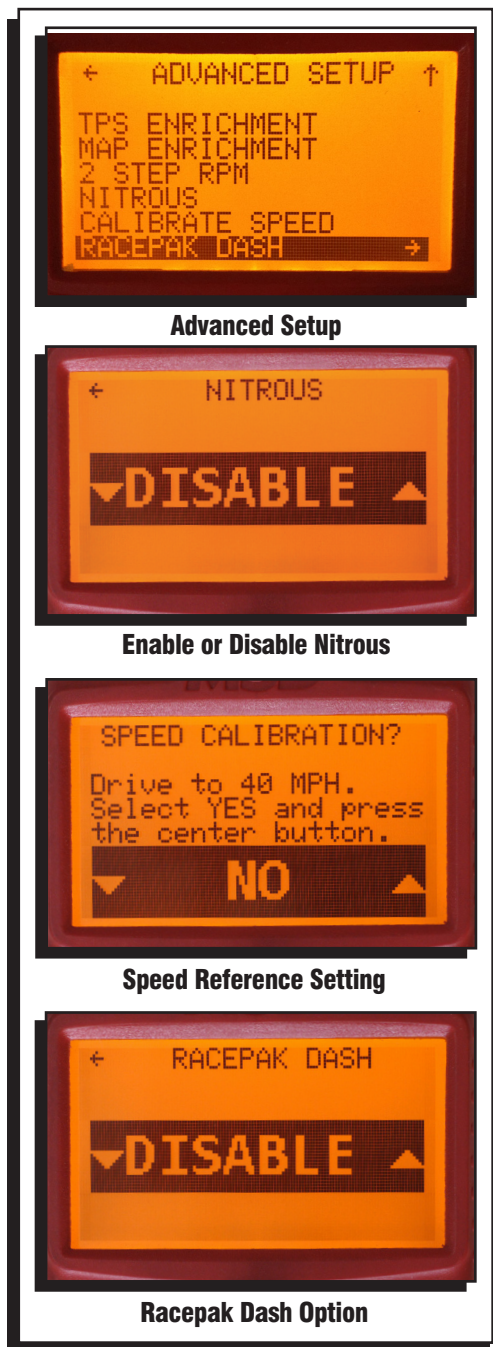 ← ADVANCED SETUP ↑
TPS ENRICHMENT
MAP ENRICHMENT
2 STEP RPM
NITROUS
CALIBRATE SPEED
RACEPAK DASH →
Advanced Setup
← NITROUS
▼DISABLE ▲
Enable or Disable Nitrous
SPEED CALIBRATION?
Drive to 40 MPH.
Select YES and press
the center button.
▼ NO ▲
Speed Reference Setting
← RACEPAK DASH
▼DISABLE ▲
Racepak Dash Option